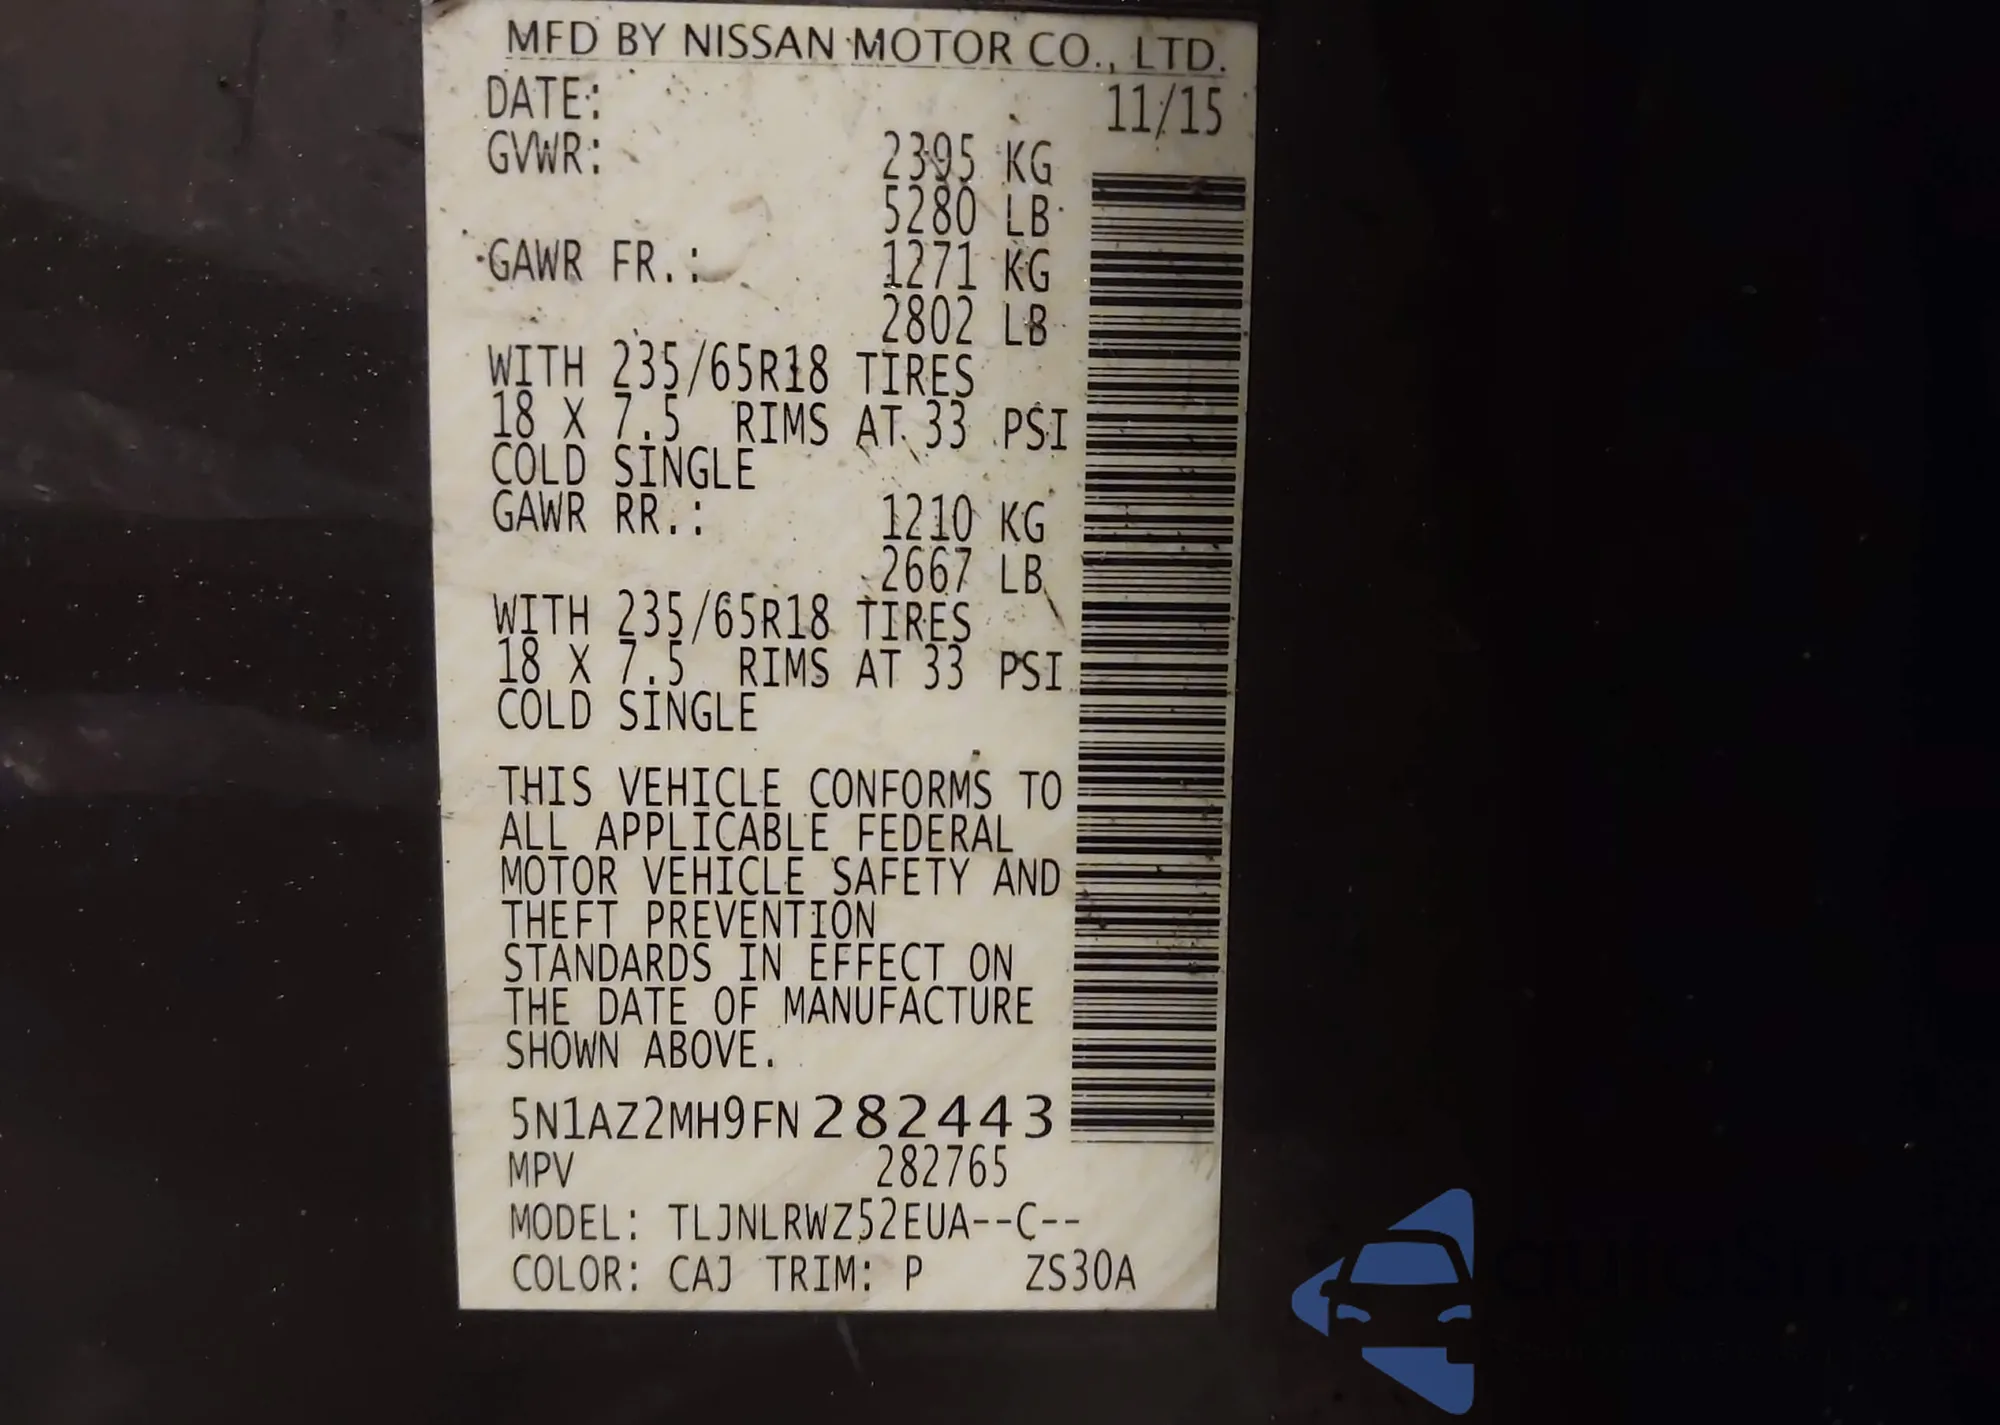 MFD BY NISSAN MOTOR CO., LTD.
DATE: 11/15
GVWR: 2395 KG
5280 LB
GAWR FR.: 1271 KG
2802 LB
WITH 235/65R18 TIRES
18 X 7.5 RIMS AT 33 PSI
COLD SINGLE
GAWR RR.: 1210 KG
2667 LB
WITH 235/65R18 TIRES
18 X 7.5 RIMS AT 33 PSI
COLD SINGLE
THIS VEHICLE CONFORMS TO
ALL APPLICABLE FEDERAL
MOTOR VEHICLE SAFETY AND
THEFT PREVENTION
STANDARDS IN EFFECT ON
THE DATE OF MANUFACTURE
SHOWN ABOVE.
5N1AZ2MH9FN282443
MPV 282765
MODEL: TLJNLRWZ52EUA--C--
COLOR: CAJ TRIM: P ZS30A